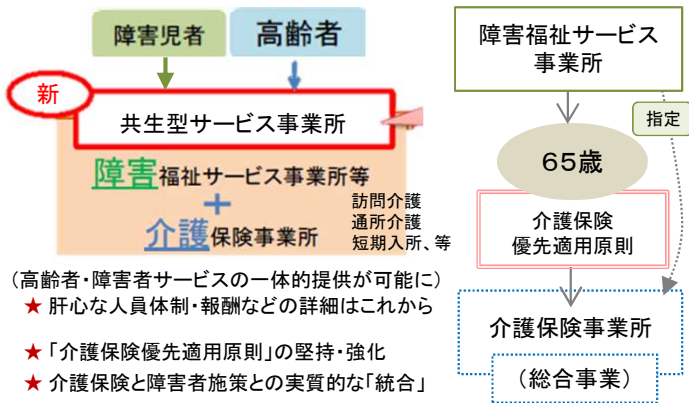 障害児者
高齢者
新
共生型サービス事業所
障害福祉サービス事業所等
＋
介護保険事業所
訪問介護
通所介護
短期入所、等
(高齢者・障害者サービスの一体的提供が可能に)
★ 肝心な人員体制・報酬などの詳細はこれから
★ 「介護保険優先適用原則」の堅持・強化
★ 介護保険と障害者施策との実質的な「統合」
障害福祉サービス
事業所
指定
６５歳
介護保険
優先適用原則
介護保険事業所
(総合事業)